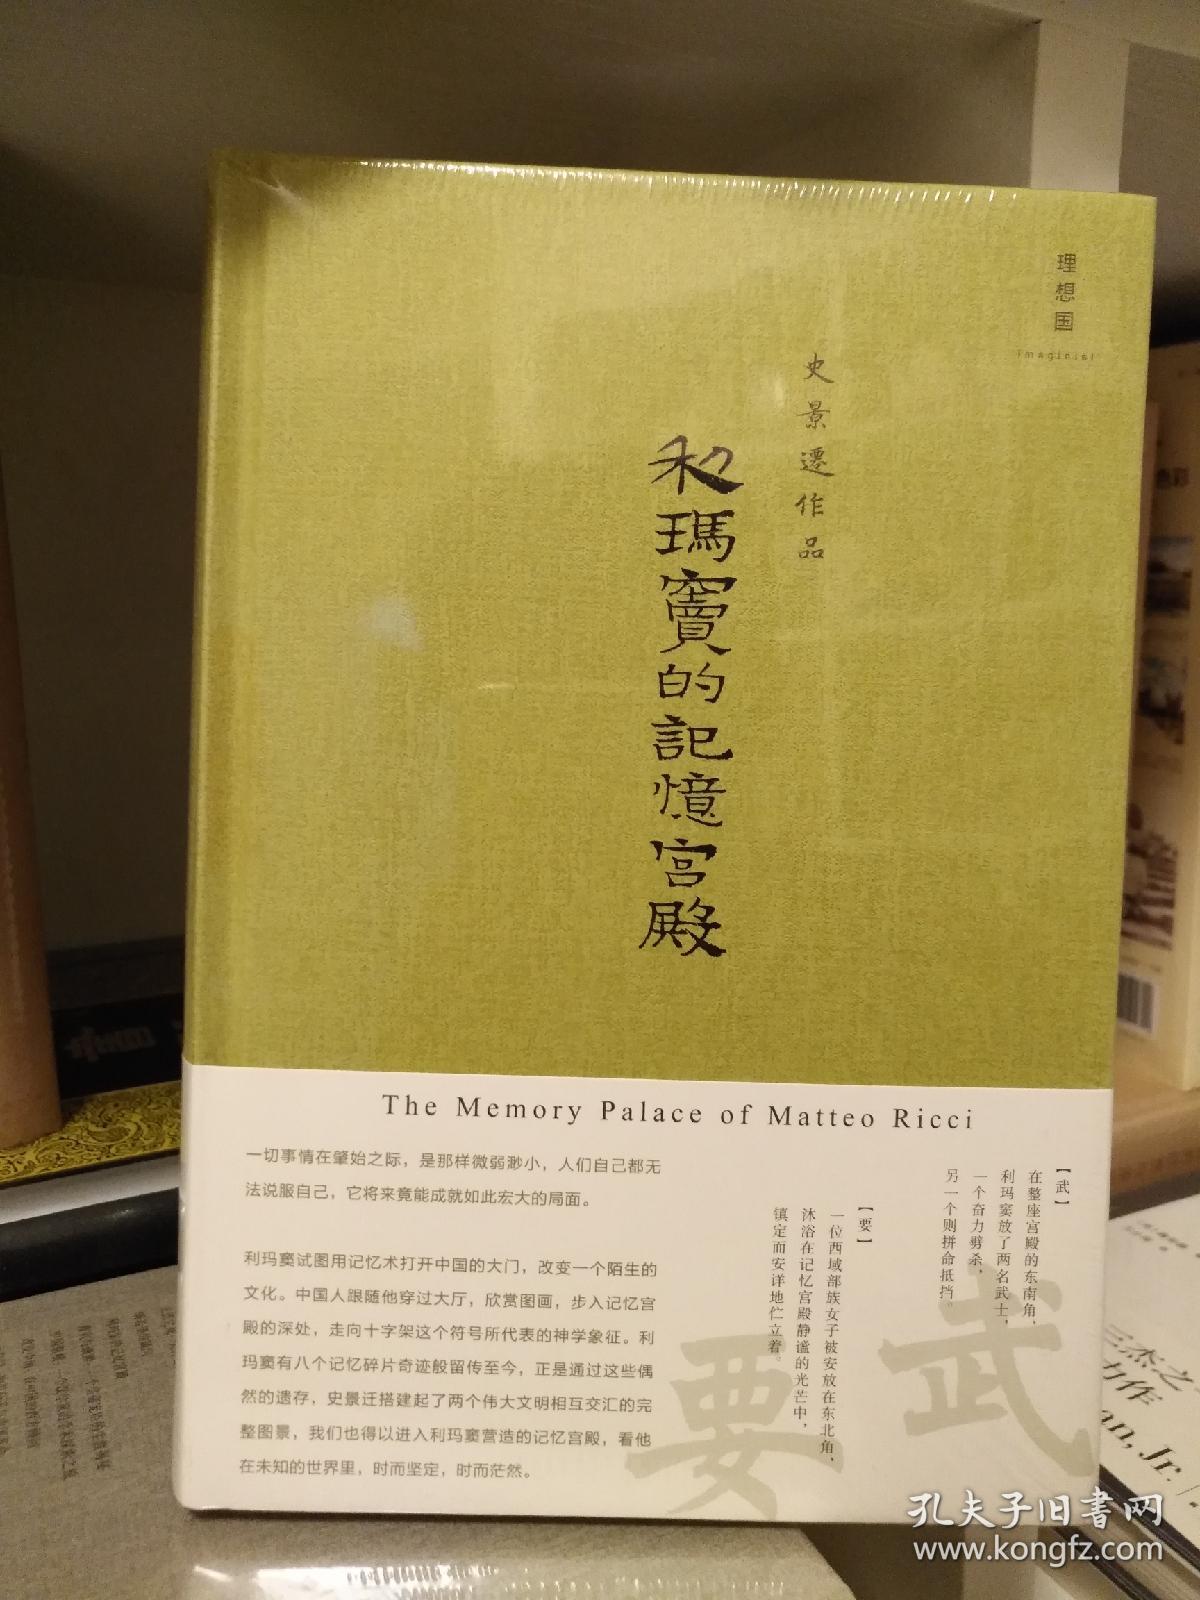 理想国
imaginist
史景遷作品
利瑪竇的記憶宮殿
The Memory Palace of Matteo Ricci
一切事情在肇始之际，是那样微弱渺小，人们自己都无
法说服自己，它将来竟能成就如此宏大的局面。
利玛窦试图用记忆术打开中国的大门，改变一个陌生的
文化。中国人跟随他穿过大厅，欣赏图画，步入记忆宫
殿的深处，走向十字架这个符号所代表的神学象征。利
玛窦有八个记忆碎片奇迹般留传至今，正是通过这些偶
然的遗存，史景迁搭建起了两个伟大文明相互交汇的完
整图景，我们也得以进入利玛窦营造的记忆宫殿，看他
在未知的世界里，时而坚定，时而茫然。
【武】
在整座宫殿的东南角，
利玛窦放了两名武士，
一个奋力劈杀，
另一个则拼命抵挡。
【要】
一位西域部族女子被安放在东北角，
沐浴在记忆宫殿静谧的光芒中，
镇定而安详地伫立着。
武
要
三杰之
力作
an, Jr.
孔夫子旧书网
www.kongfz.com